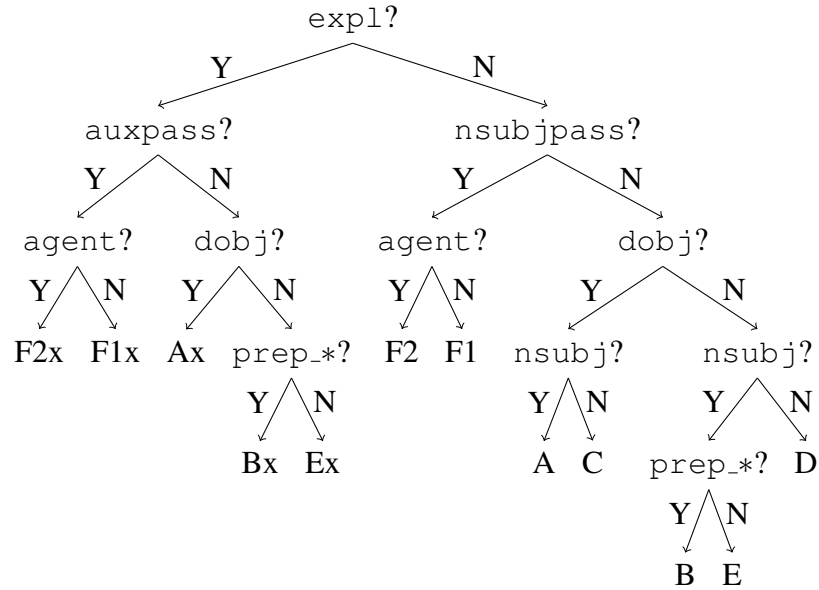 expl?
Y N
auxpass? nsubjpass?
Y N Y N
agent? dobj? agent? dobj?
Y N Y N Y N Y N
F2x F1x Ax prep_*? F2 F1 nsubj? nsubj?
Y N Y N Y N
Bx Ex A C prep_*? D
Y N
B E